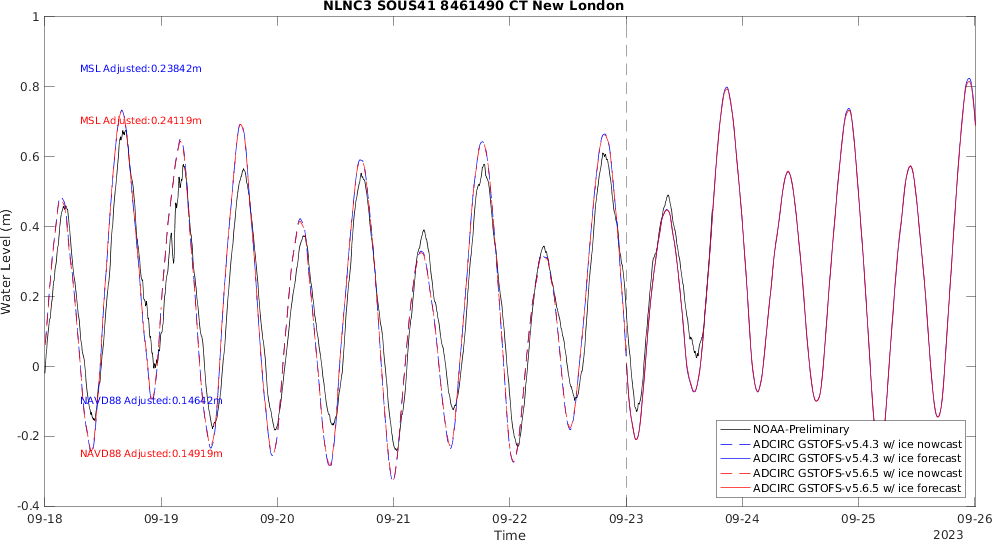 NLNC3 SOUS41 8461490 CT New London
1
0.8
0.6
0.4
0.2
0
-0.2
-0.4
Water Level (m)
MSL Adjusted:0.23842m
MSL Adjusted:0.24119m
NAVD88 Adjusted:0.14642m
NAVD88 Adjusted:0.14919m
NOAA-Preliminary
ADCIRC GSTOFS-v5.4.3 w/ ice nowcast
ADCIRC GSTOFS-v5.4.3 w/ ice forecast
ADCIRC GSTOFS-v5.6.5 w/ ice nowcast
ADCIRC GSTOFS-v5.6.5 w/ ice forecast
09-18 09-19 09-20 09-21 09-22 09-23 09-24 09-25 09-26
Time
2023